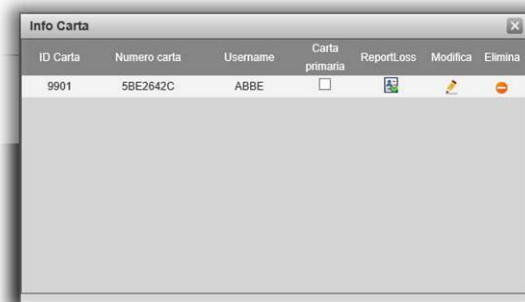 Info Carta
ID Carta Numero carta Username Carta primaria ReportLoss Modifica Elimina
9901 5BE2642C ABBE